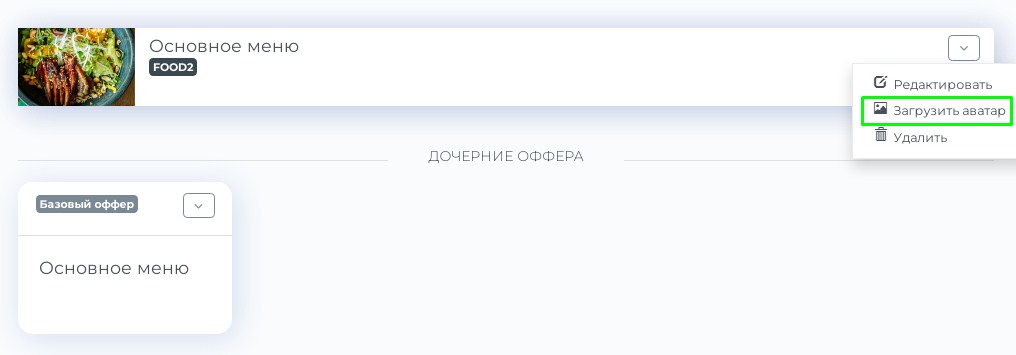 Основное меню
FOOD2
Редактировать
Загрузить аватар
Удалить
ДОЧЕРНИЕ ОФФЕРА
Базовый оффер
Основное меню